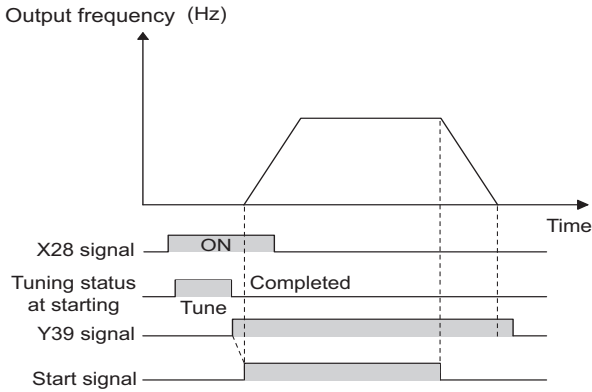 Output frequency (Hz)
Time
X28 signal
ON
Tuning status
at starting
Completed
Tune
Y39 signal
Start signal